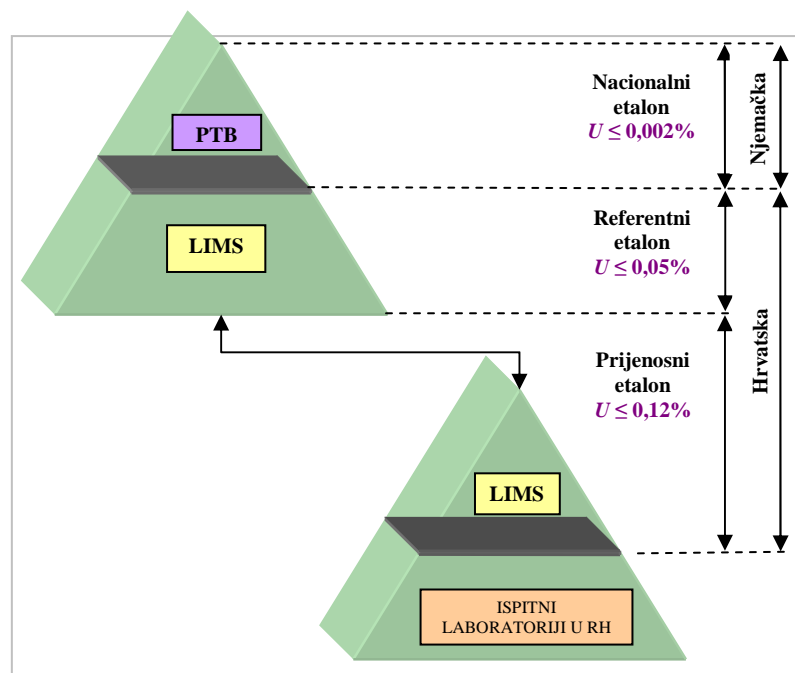 Nacionalni
etalon
U ≤ 0,002%
Njemačka
PTB
LIMS
Referentni
etalon
U ≤ 0,05%
Hrvatska
Prijenosni
etalon
U ≤ 0,12%
LIMS
ISPITNI
LABORATORIJI U RH